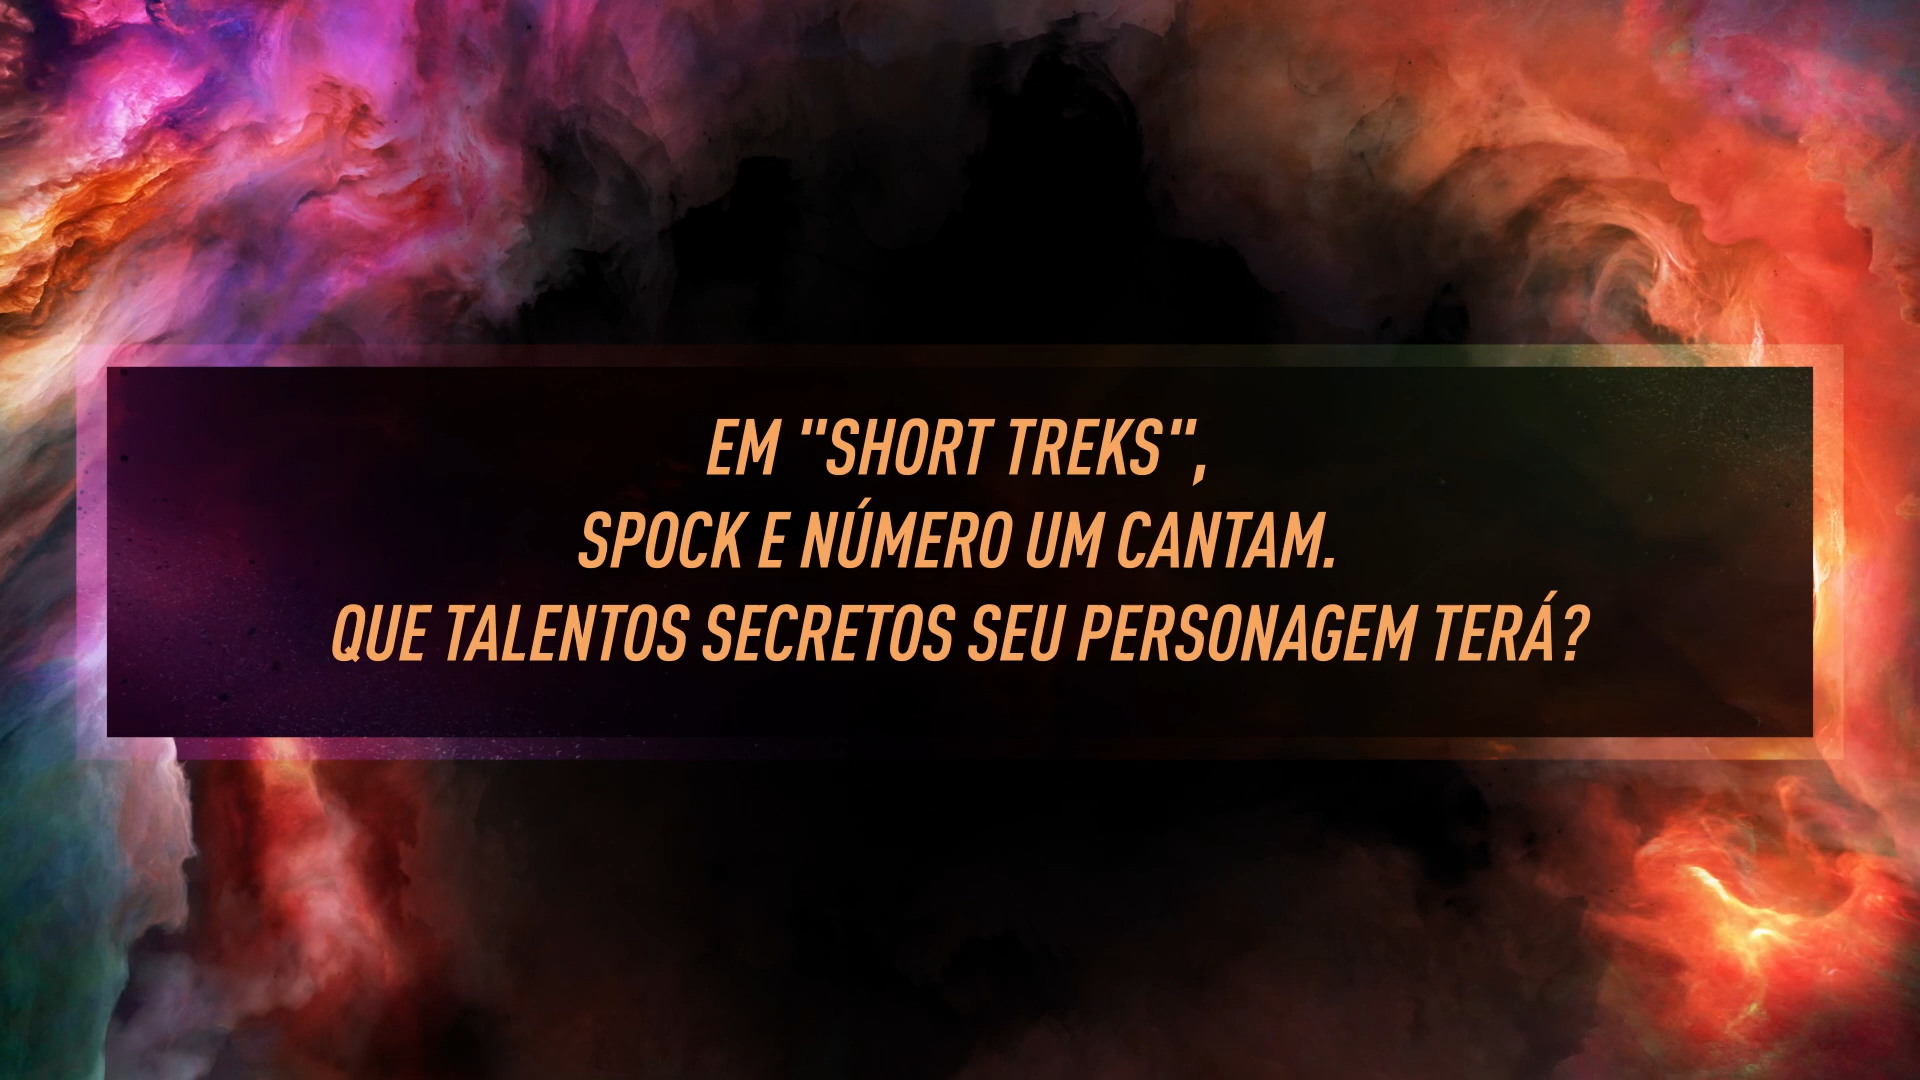 EM "SHORT TREKS",
SPOCK E NÚMERO UM CANTAM.
QUE TALENTOS SECRETOS SEU PERSONAGEM TERÁ?